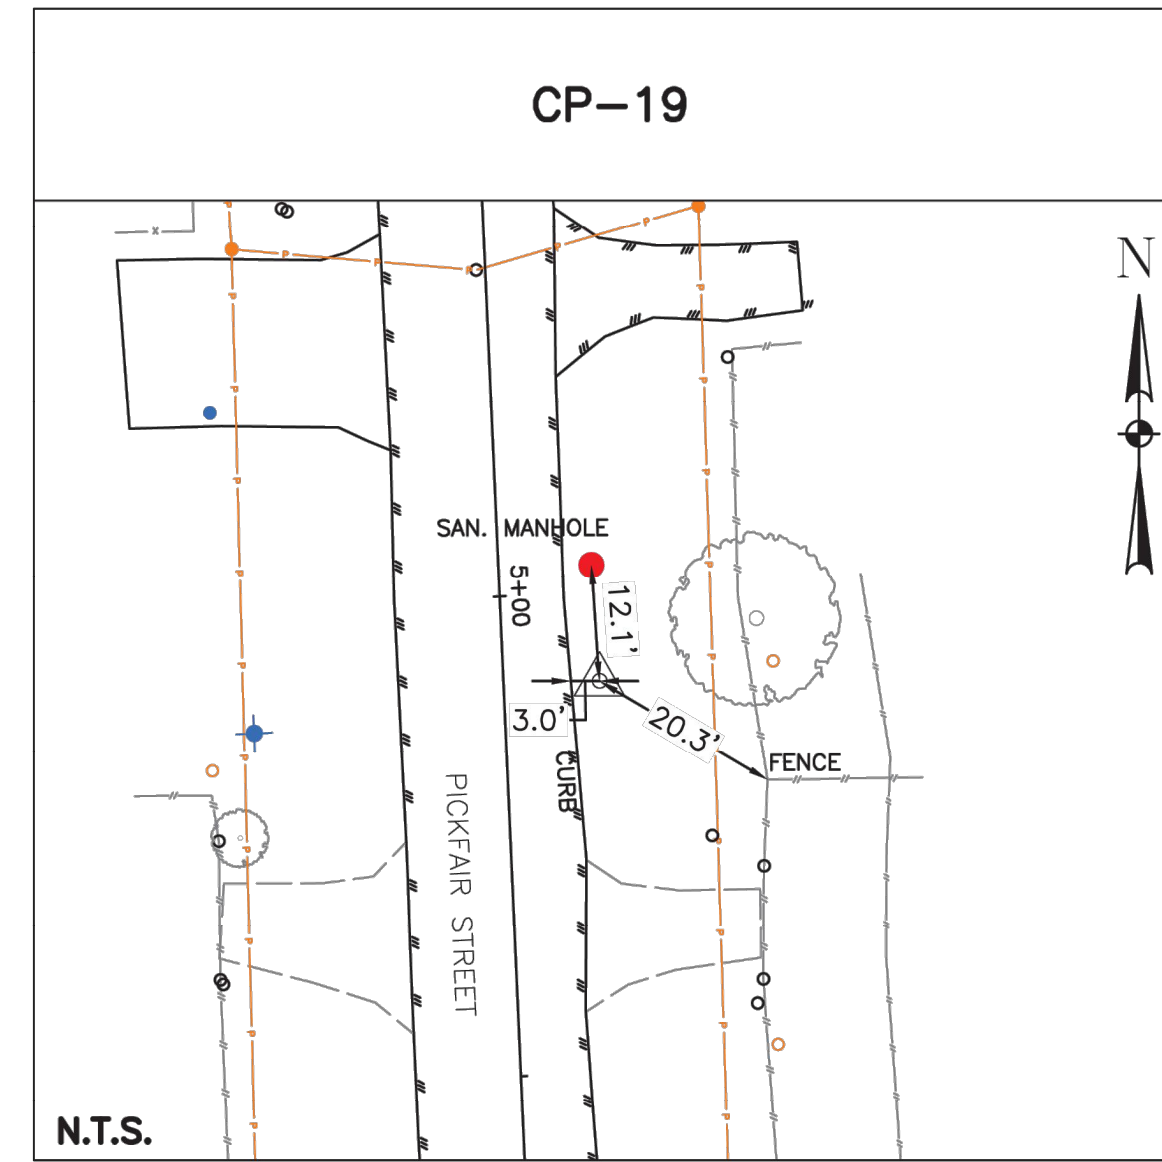 CP-19
N
SAN. MANHOLE
5+00
12.1'
3.0'
20.3'
FENCE
CURB
PICKFAIR STREET
N.T.S.